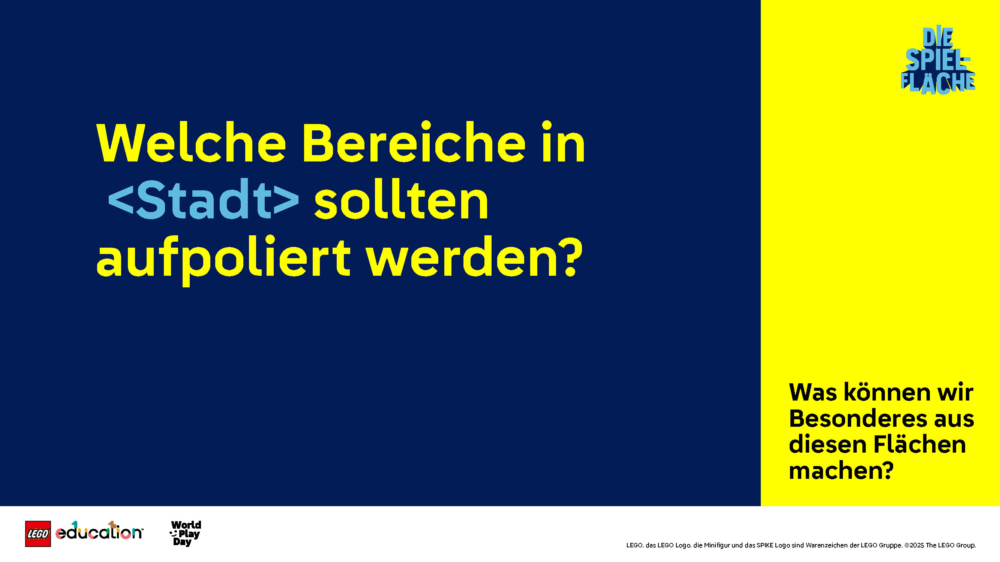 DIE
SPIEL-
FLÄCHE
Welche Bereiche in
<Stadt> sollten
aufpoliert werden?
Was können wir
Besonderes aus
diesen Flächen
machen?
LEGO education™
World
Play
Day
LEGO, das LEGO Logo, die Minifigur und das SPIKE Logo sind Warenzeichen der LEGO Gruppe. ©2025 The LEGO Group.